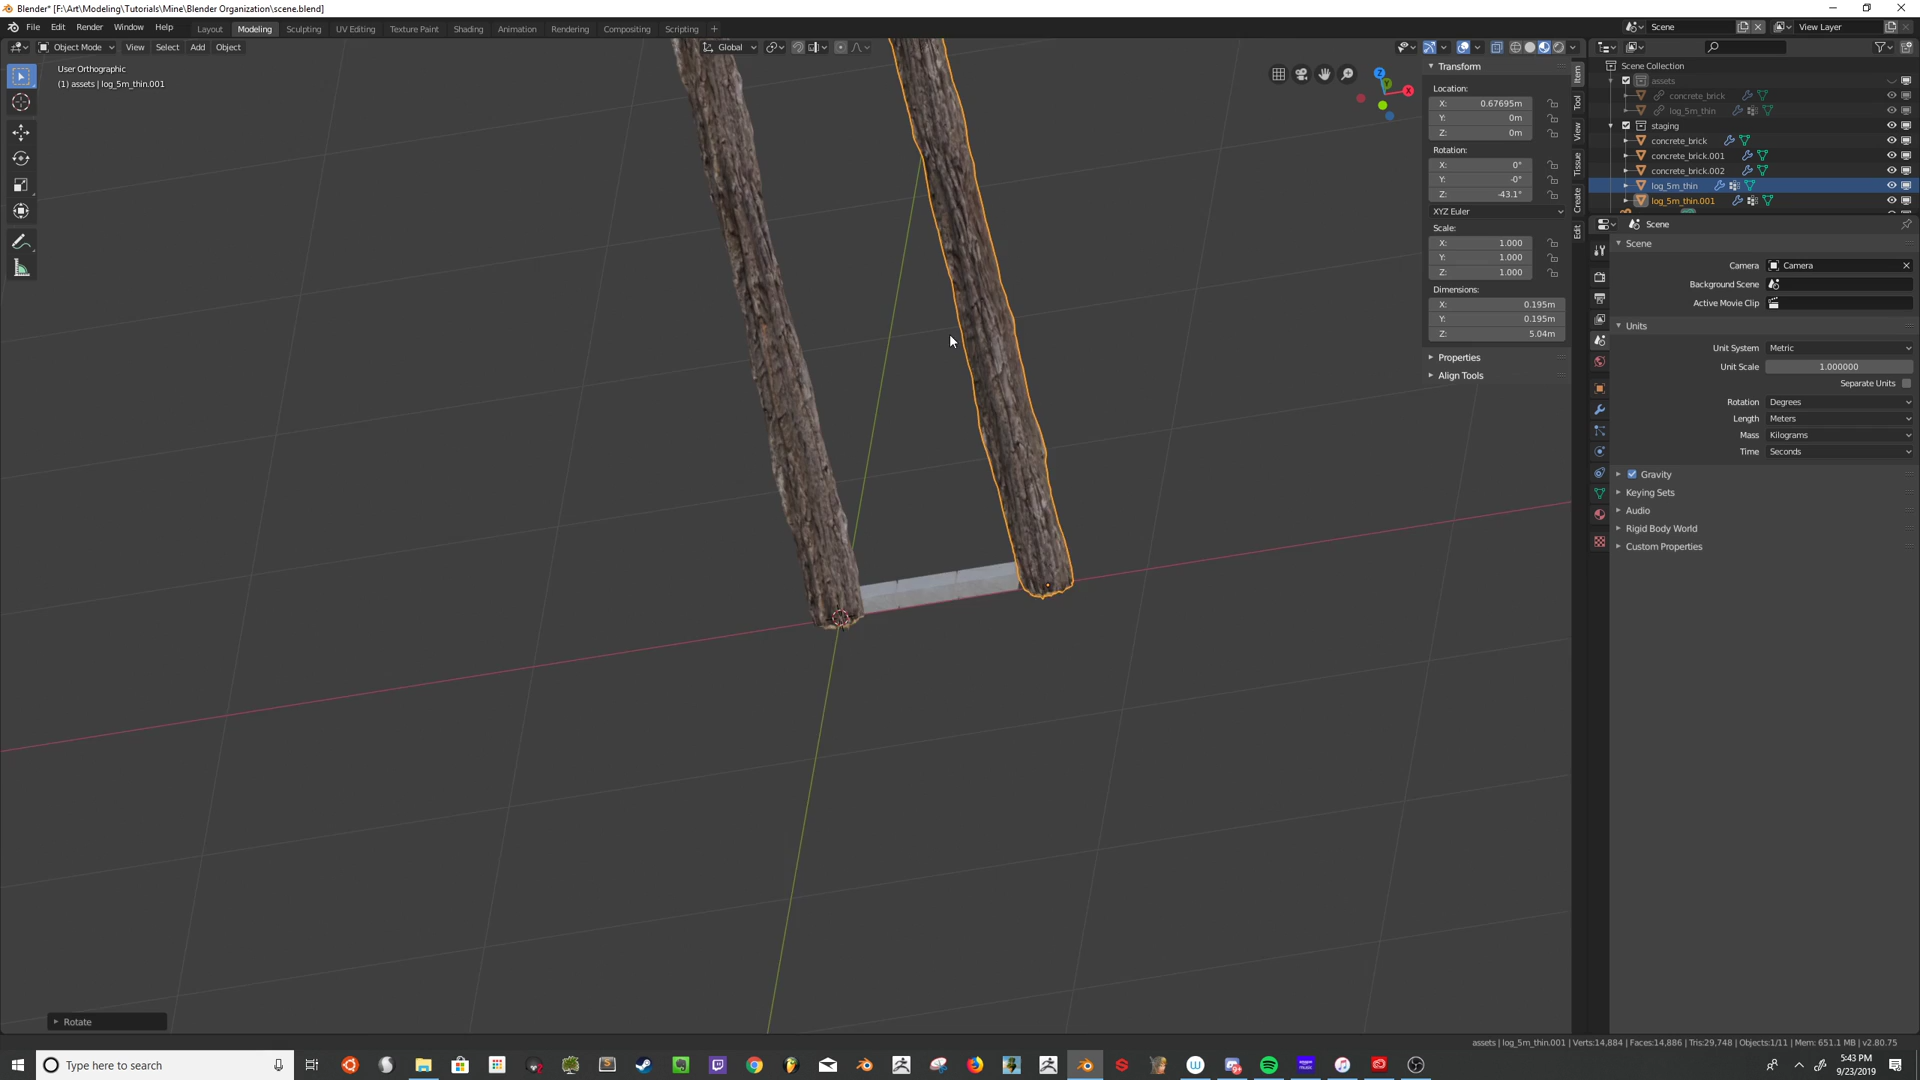 Blender* [F:\Art\Modeling\Tutorials\Mine\Blender Organization\scene.blend]
File Edit Render Window Help
Layout Modeling Sculpting UV Editing Texture Paint Shading Animation Rendering Compositing Scripting +
Scene
View Layer
Object Mode View Select Add Object
Global
User Orthographic
(1) assets | log_5m_thin.001
Z
Y
X
Transform
Location:
X: 0.67695m
Y: 0m
Z: 0m
Rotation:
X: 0°
Y: -0°
Z: -43.1°
XYZ Euler
Scale:
X: 1.000
Y: 1.000
Z: 1.000
Dimensions:
X: 0.195m
Y: 0.195m
Z: 5.04m
Properties
Align Tools
Item
Tool
View
Tissue
Create
Edit
Scene Collection
assets
concrete_brick
log_5m_thin
staging
concrete_brick
concrete_brick.001
concrete_brick.002
log_5m_thin
log_5m_thin.001
Scene
Scene
Camera Camera
Background Scene
Active Movie Clip
Units
Unit System Metric
Unit Scale 1.000000
Separate Units
Rotation Degrees
Length Meters
Mass Kilograms
Time Seconds
Gravity
Keying Sets
Audio
Rigid Body World
Custom Properties
Rotate
assets | log_5m_thin.001 | Verts:14,884 | Faces:14,886 | Tris:29,748 | Objects:1/11 | Mem: 651.1 MB | v2.80.75
Type here to search
5:43 PM
9/23/2019